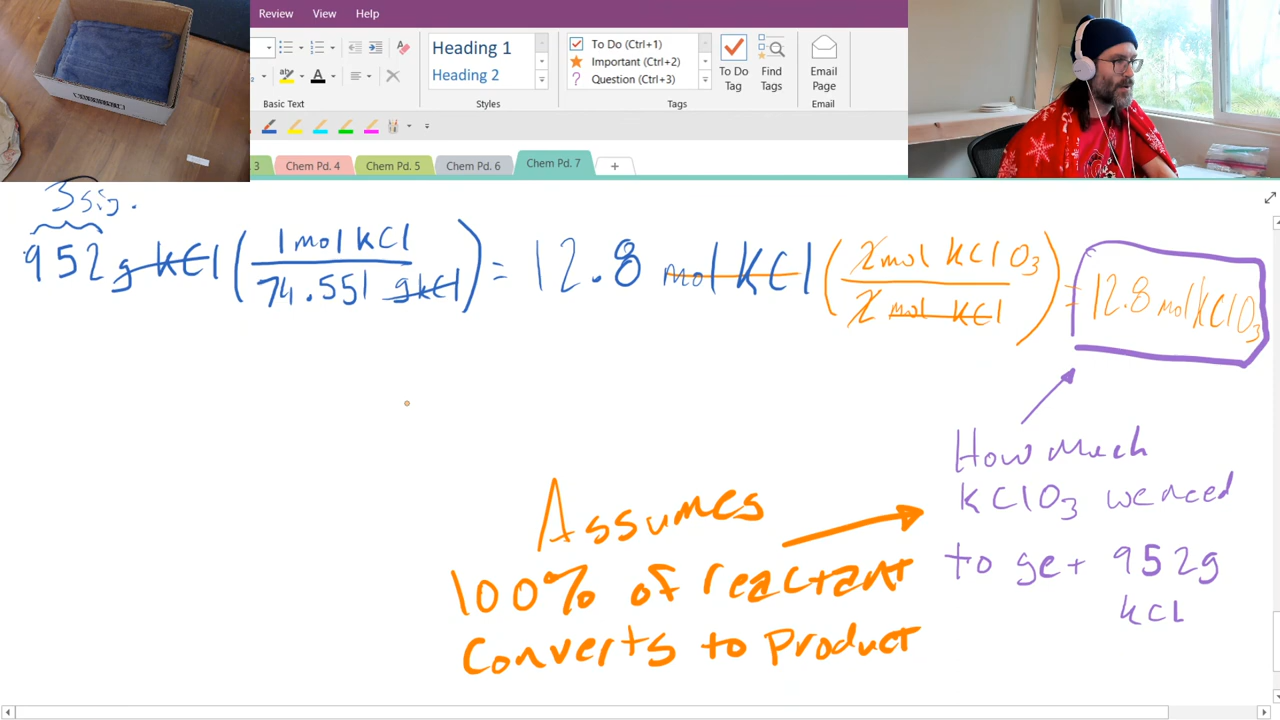 Review View Help
Heading 1
Heading 2
To Do (Ctrl+1)
Important (Ctrl+2)
? Question (Ctrl+3)
To Do
Tag
Find
Tags
Email
Page
Basic Text
Styles
Tags
Email
3
Chem Pd. 4
Chem Pd. 5
Chem Pd. 6
Chem Pd. 7
+
3 sig.
952 g KCl (1 mol KCl / 74.551 g KCl) = 12.8 mol KCl (2 mol KClO3 / 2 mol KCl) = 12.8 mol KClO3
How Much
KClO3 we need
to get 952g
KCl
Assumes
100% of reactant
Converts to Product